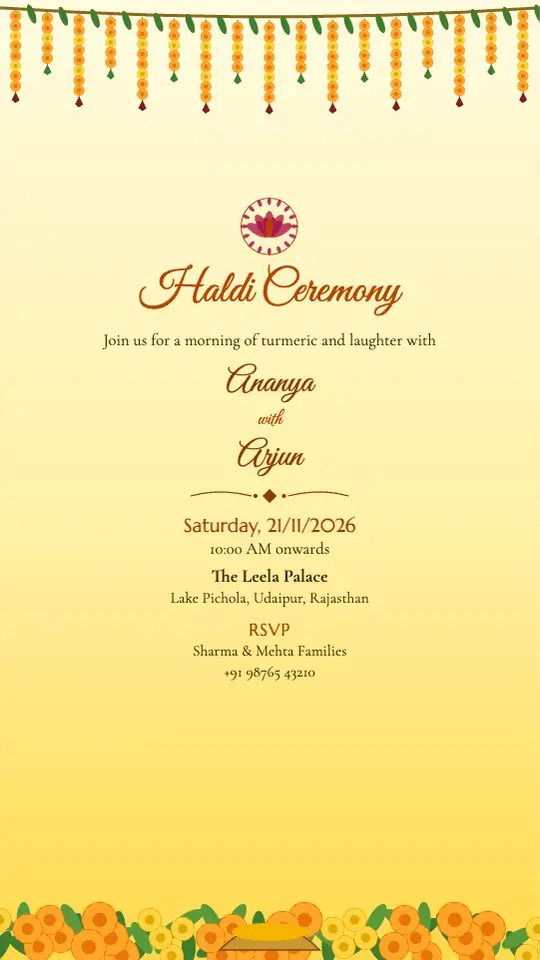 Haldi Ceremony
Join us for a morning of turmeric and laughter with
Ananya
with
Arjun
Saturday, 21/11/2026
10:00 AM onwards
The Leela Palace
Lake Pichola, Udaipur, Rajasthan
RSVP
Sharma & Mehta Families
+91 98765 43210